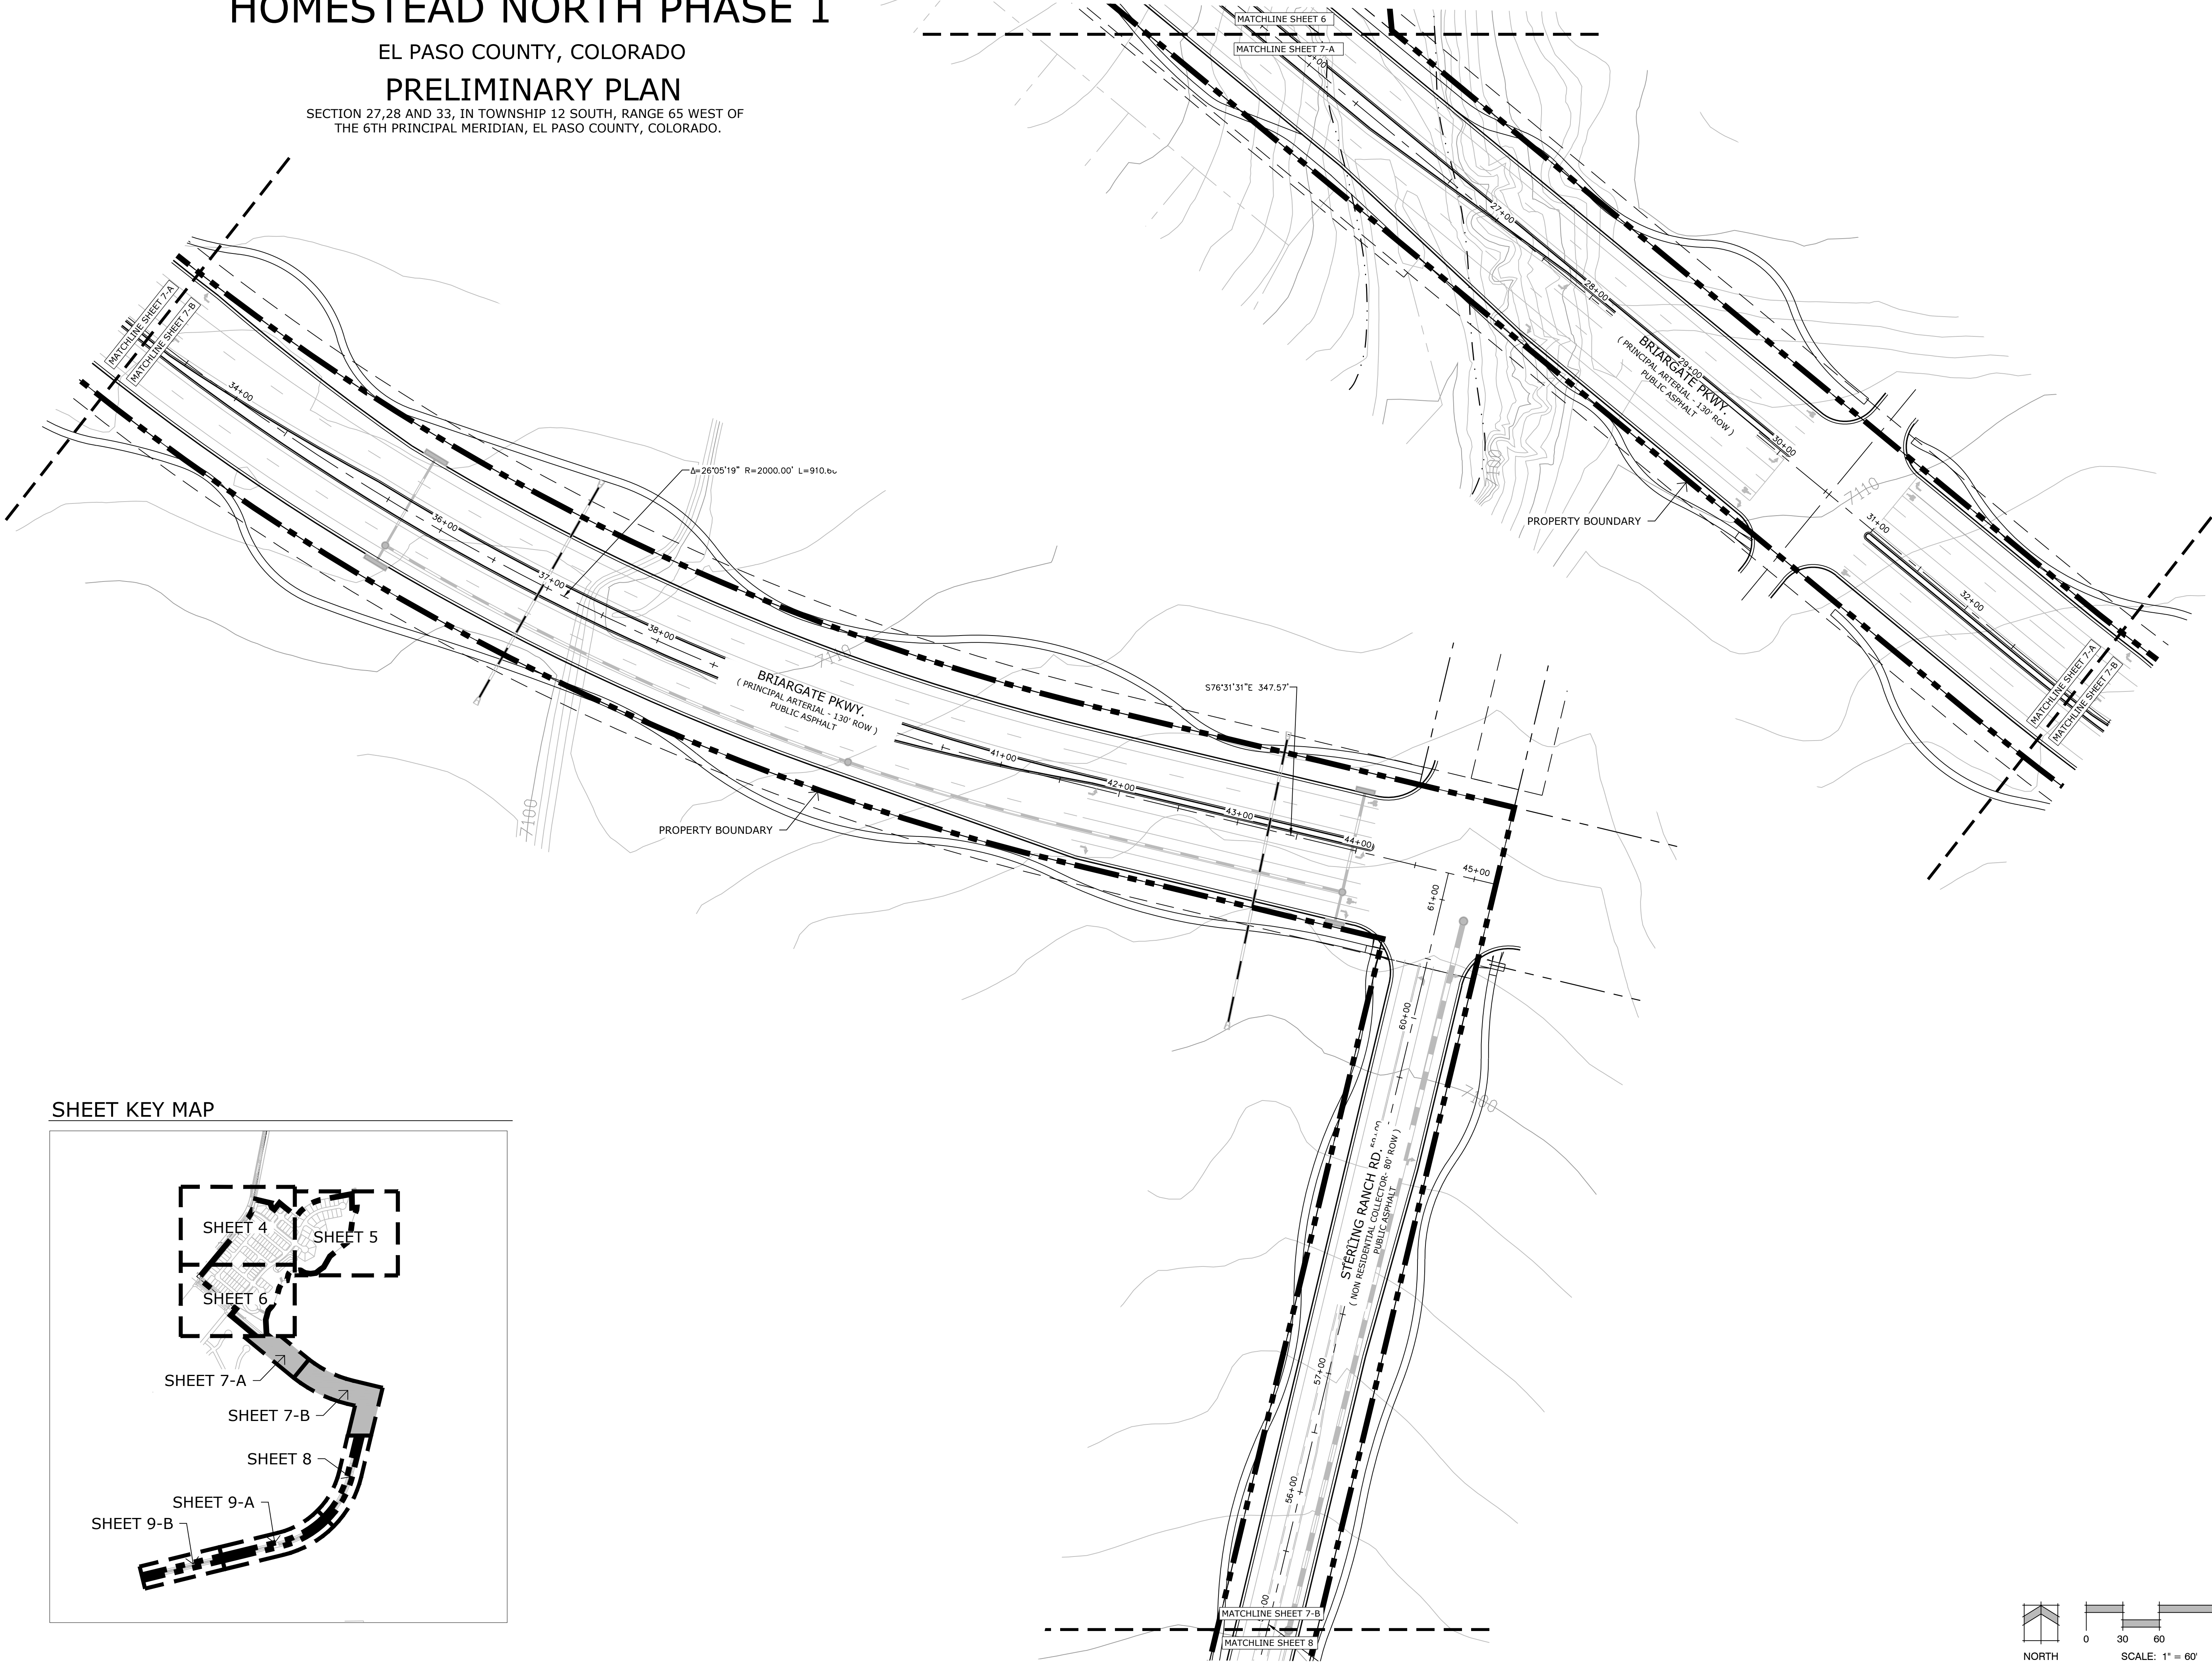 HOMESTEAD NORTH PHASE 1
EL PASO COUNTY, COLORADO
PRELIMINARY PLAN
SECTION 27,28 AND 33, IN TOWNSHIP 12 SOUTH, RANGE 65 WEST OF
THE 6TH PRINCIPAL MERIDIAN, EL PASO COUNTY, COLORADO.
MATCHLINE SHEET 6
MATCHLINE SHEET 7-A
27+00
28+00
29+00
30+00
BRIARGATE PKWY.
( PRINCIPAL ARTERIAL - 130' ROW )
PUBLIC ASPHALT
PROPERTY BOUNDARY
7110
31+00
32+00
MATCHLINE SHEET 7-A
MATCHLINE SHEET 7-B
MATCHLINE SHEET 7-A
MATCHLINE SHEET 7-B
34+00
36+00
37+00
38+00
Δ=26°05'19" R=2000.00' L=910.
7110
BRIARGATE PKWY.
( PRINCIPAL ARTERIAL - 130' ROW )
PUBLIC ASPHALT
S76°31'31"E 347.57'
41+00
42+00
43+00
44+00
45+00
7100
PROPERTY BOUNDARY
61+00
60+00
7100
STERLING RANCH RD.
( NON RESIDENTIAL COLLECTOR- 80' ROW )
PUBLIC ASPHALT
57+00
56+00
MATCHLINE SHEET 7-B
MATCHLINE SHEET 8
SHEET KEY MAP
SHEET 4
SHEET 5
SHEET 6
SHEET 7-A
SHEET 7-B
SHEET 8
SHEET 9-A
SHEET 9-B
0 30 60
NORTH
SCALE: 1" = 60'